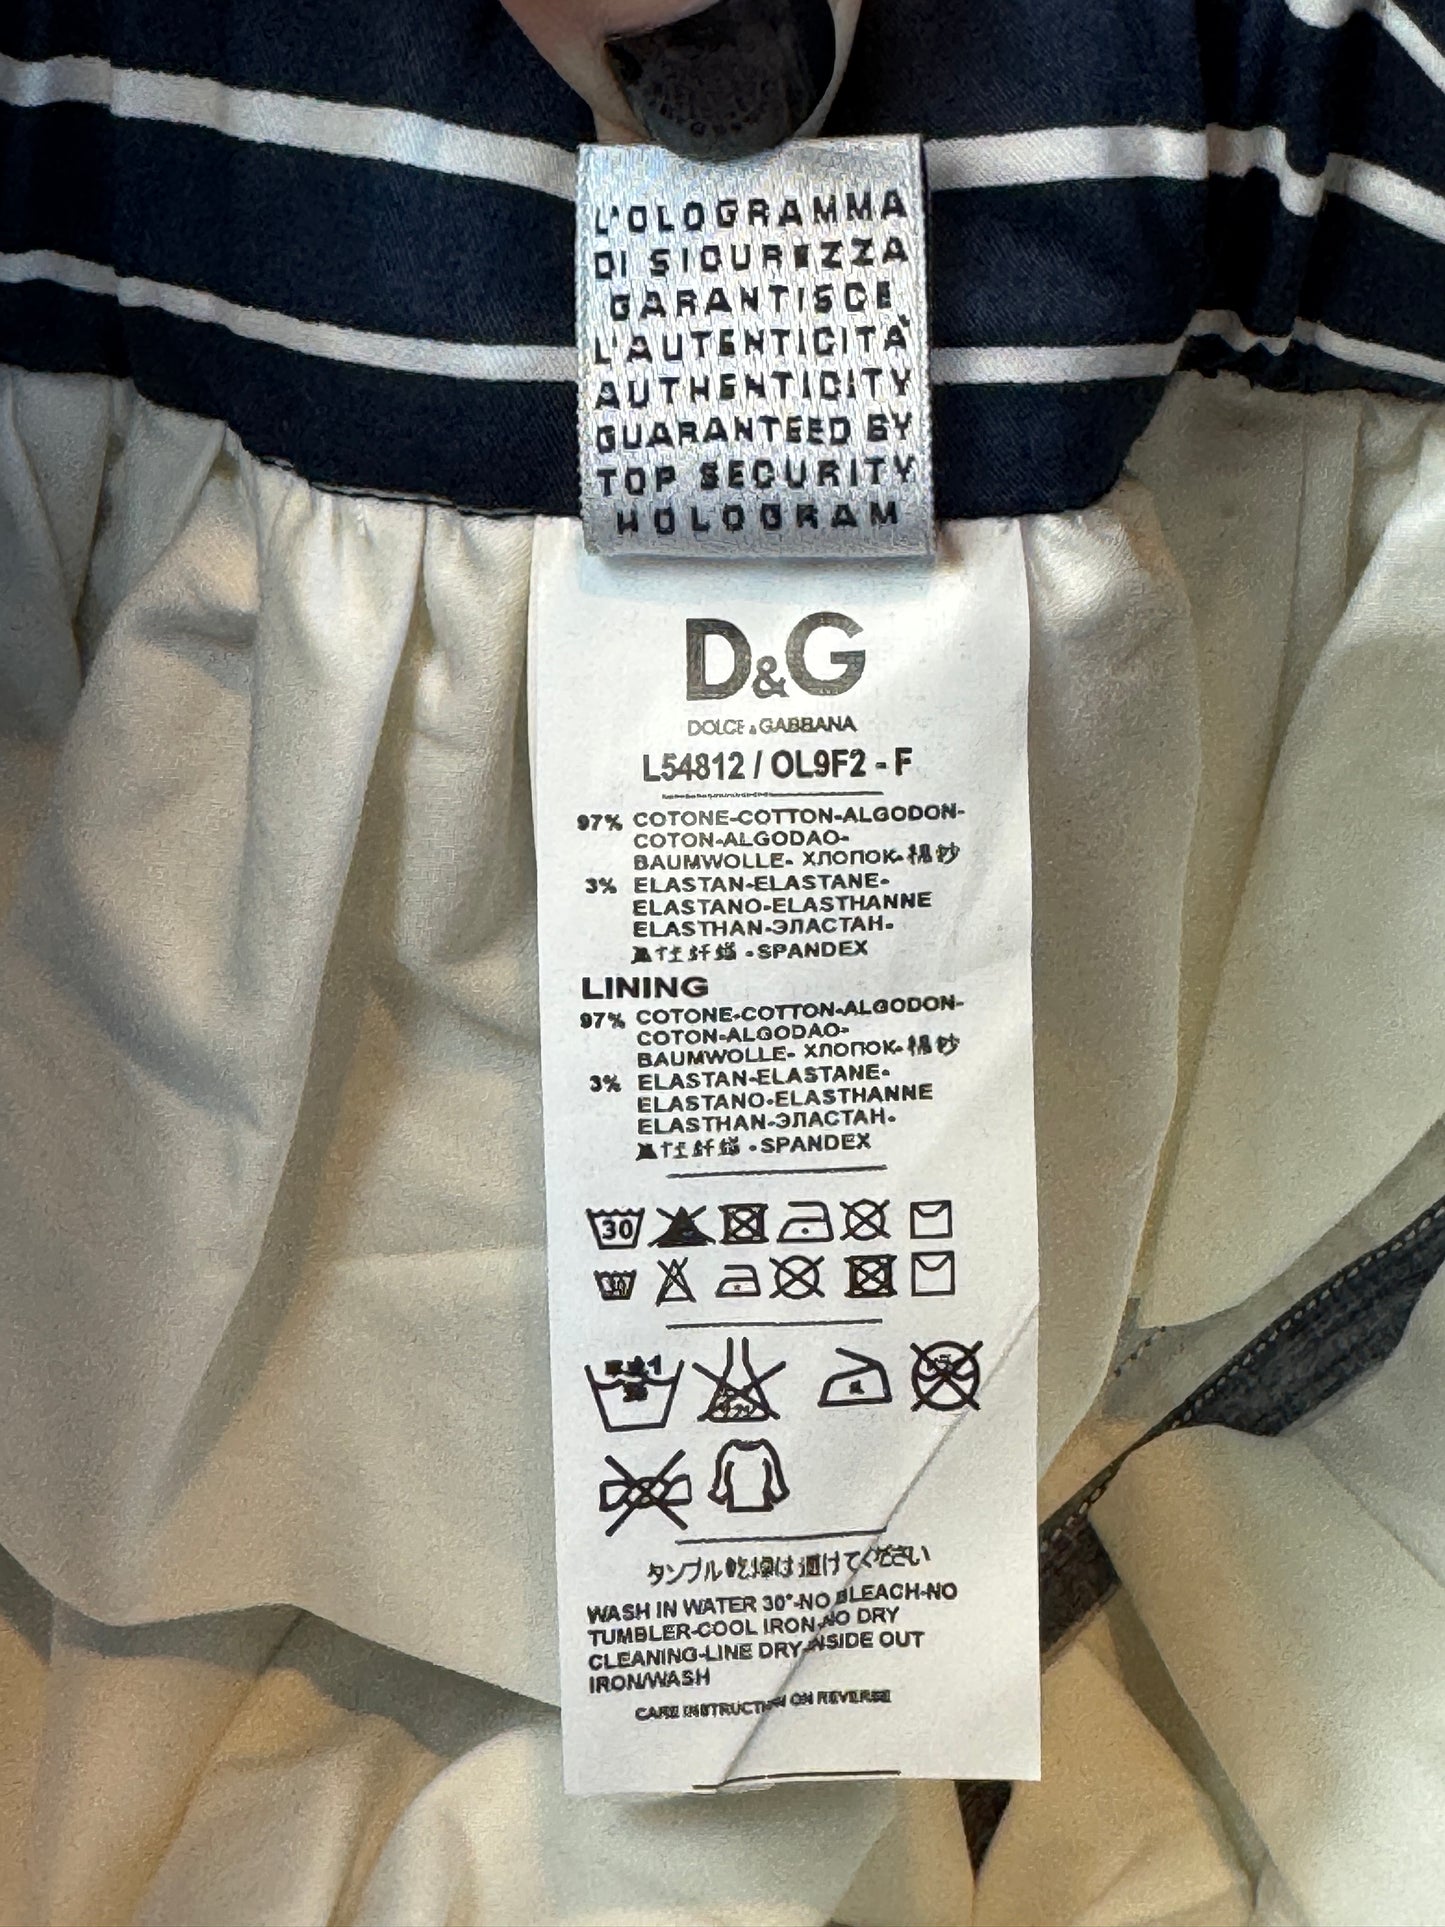 L'OLOGRAMMA
DI SICUREZZA
GARANTISCE
L'AUTENTICITÀ
AUTHENTICITY
GUARANTEED BY
TOP SECURITY
HOLOGRAM
D&G
DOLCE & GABBANA
L54812 / OL9F2 - F
97% COTONE-COTTON-ALGODON-
COTON-ALGODAO-
BAUMWOLLE- ХЛОПОК-棉紗
3% ELASTAN-ELASTANE-
ELASTANO-ELASTHANNE
ELASTHAN-ЭЛАСТАН-
-SPANDEX
LINING
97% COTONE-COTTON-ALGODON-
COTON-ALGODAO-
BAUMWOLLE- ХЛОПОК-棉紗
3% ELASTAN-ELASTANE-
ELASTANO-ELASTHANNE
ELASTHAN-ЭЛАСТАН-
-SPANDEX
30
30
タンブル乾燥は避けてください
WASH IN WATER 30°-NO BLEACH-NO
TUMBLER-COOL IRON-NO DRY
CLEANING-LINE DRY-INSIDE OUT
IRON/WASH
CARE INSTRUCTION ON REVERSE